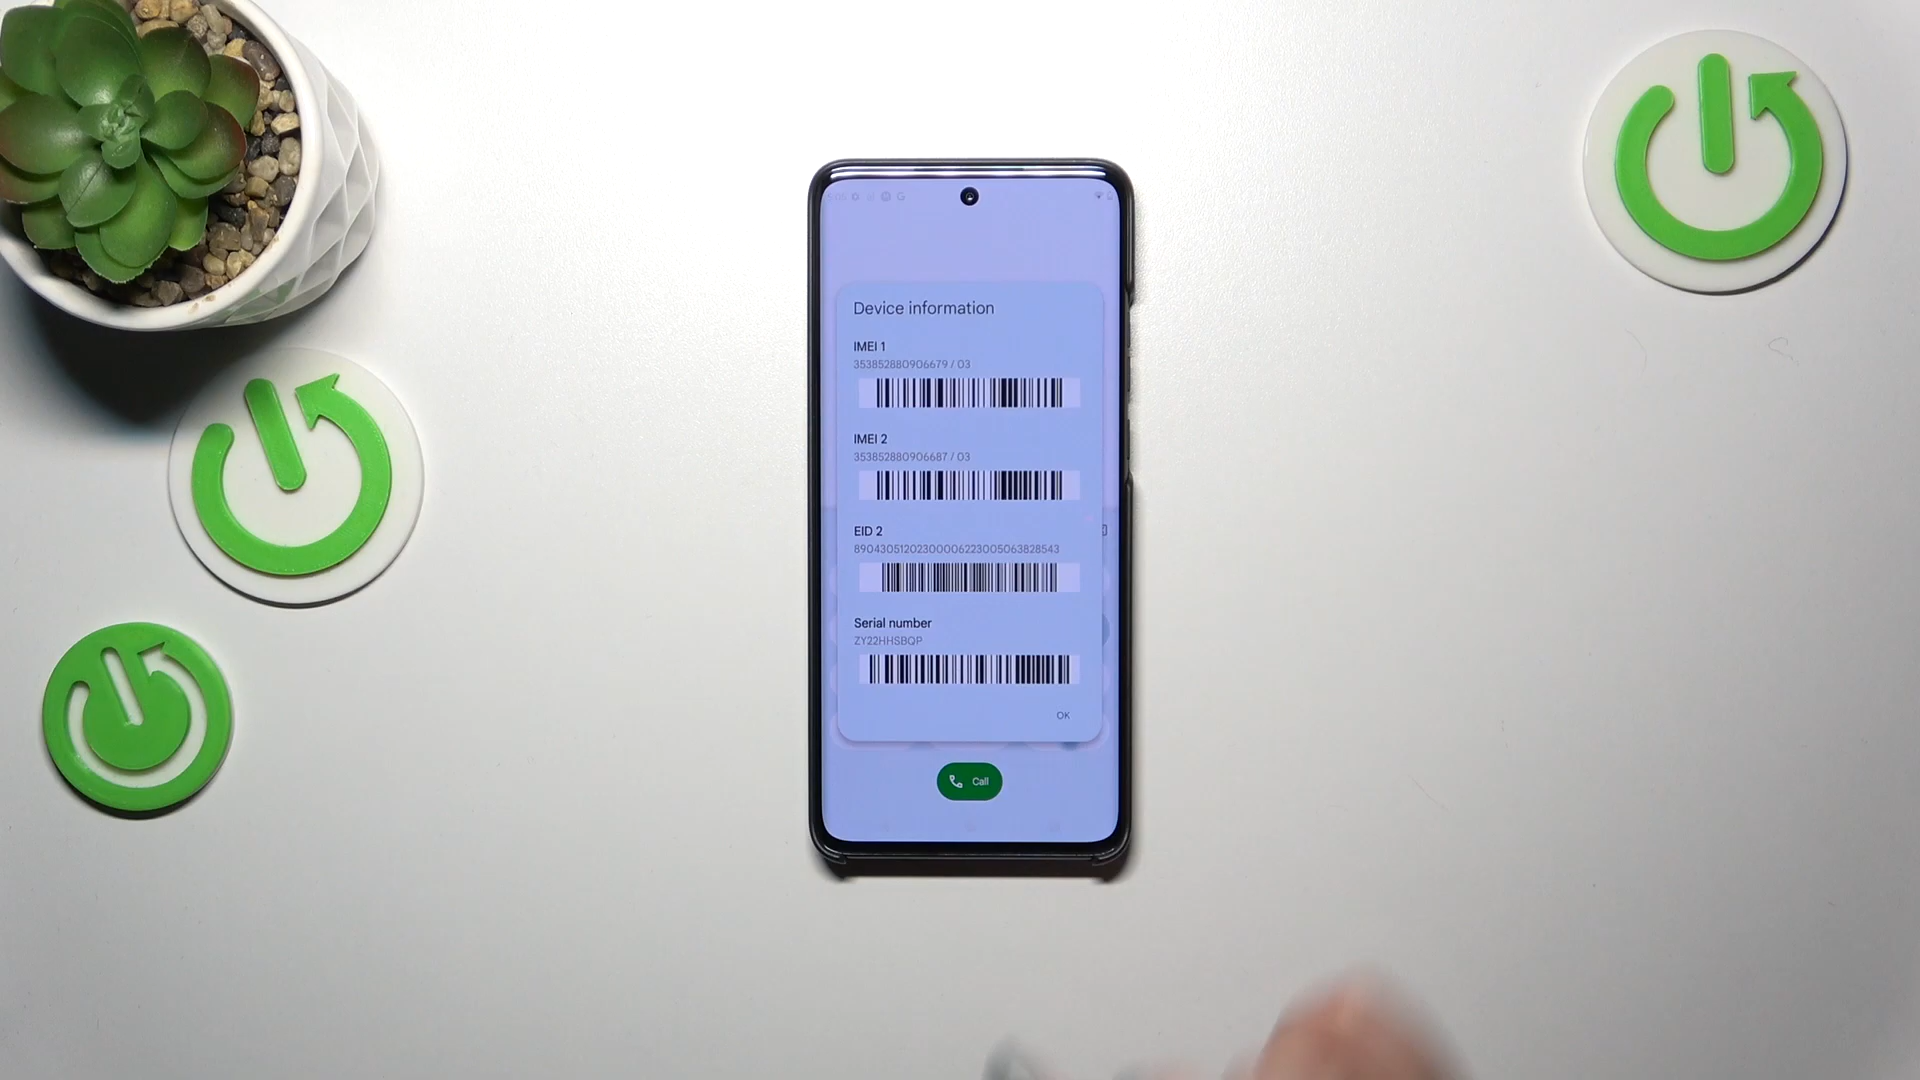 Device information
IMEI 1
353852880906679 / 03
IMEI 2
353852880906687 / 03
EID 2
89043051202300006223005063828543
Serial number
ZY22HHSBQP
OK
Call